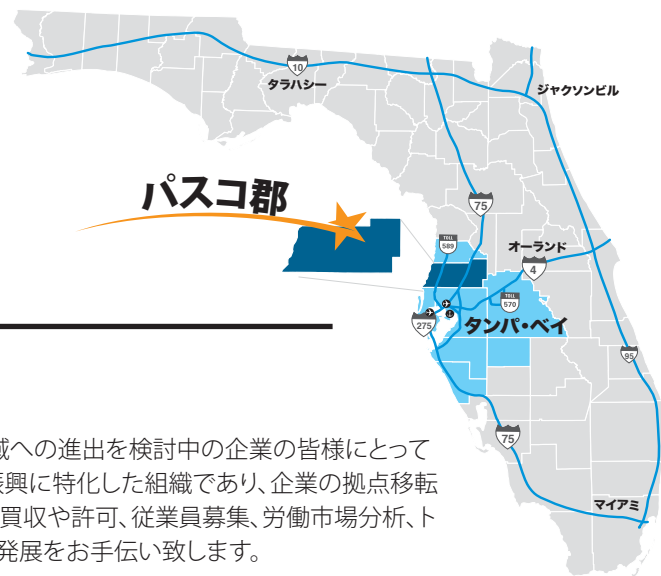 10
タラハシー
ジャクソンビル
パスコ郡
75
TOLL
589
オーランド
4
TOLL
570
275
タンパ・ベイ
95
75
マイアミ
域への進出を検討中の企業の皆様にとって
振興に特化した組織であり、企業の拠点移転
買収や許可、従業員募集、労働市場分析、ト
発展をお手伝い致します。